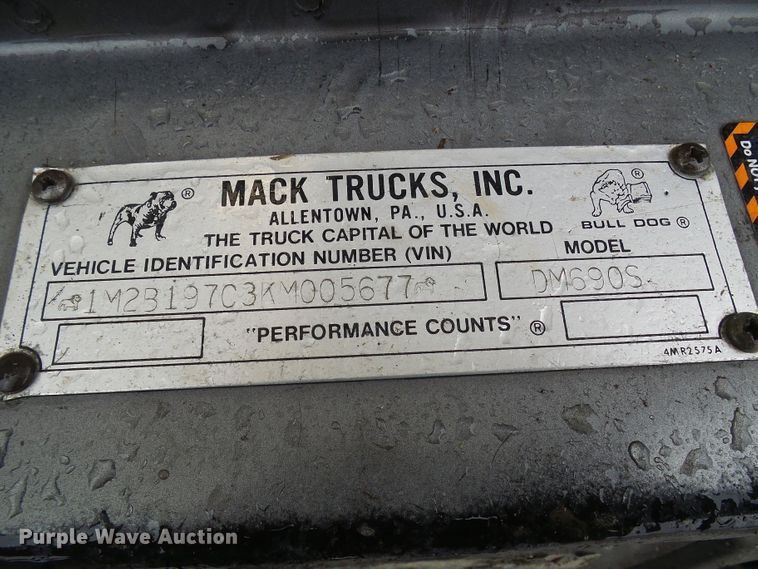 MACK TRUCKS, INC.
ALLENTOWN, PA., U.S.A.
THE TRUCK CAPITAL OF THE WORLD
BULL DOG ®
®
®
VEHICLE IDENTIFICATION NUMBER (VIN)
MODEL
1M2B197C3KM005677
DM690S
"PERFORMANCE COUNTS" ®
4MR2575A
Purple Wave Auction